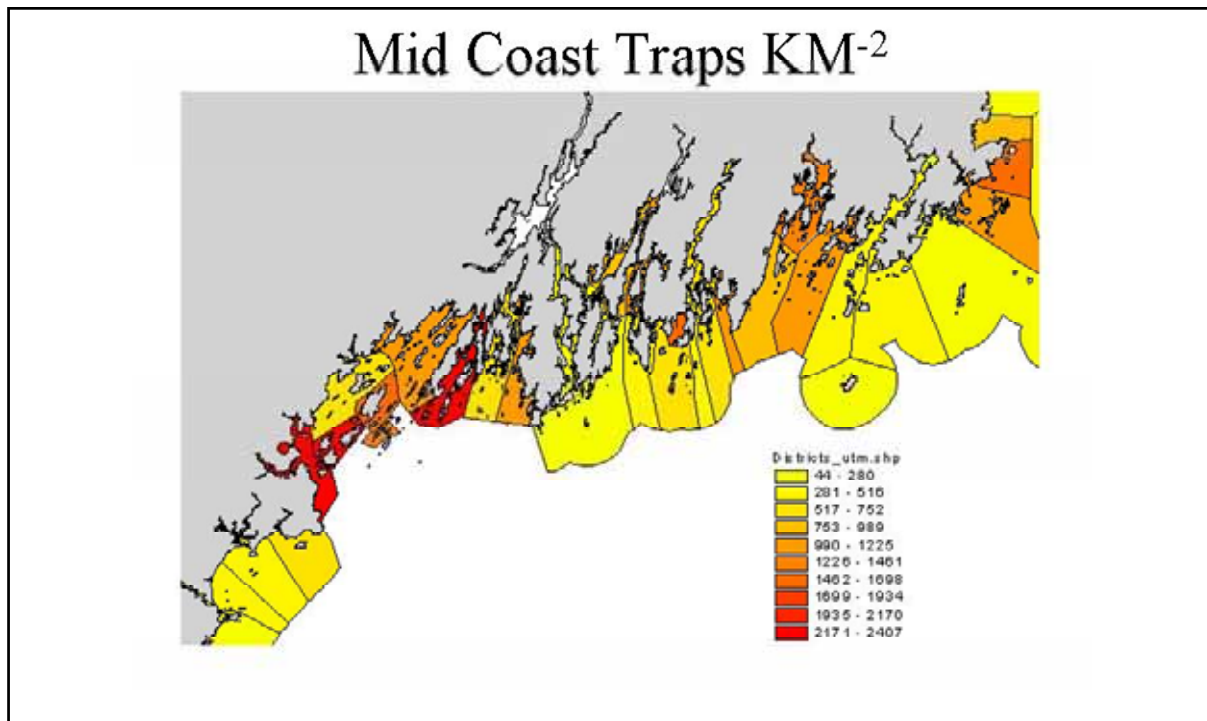 Mid Coast Traps KM-2
Districts_utm.shp
44 - 280
281 - 516
517 - 752
753 - 989
990 - 1225
1226 - 1461
1462 - 1698
1699 - 1934
1935 - 2170
2171 - 2407